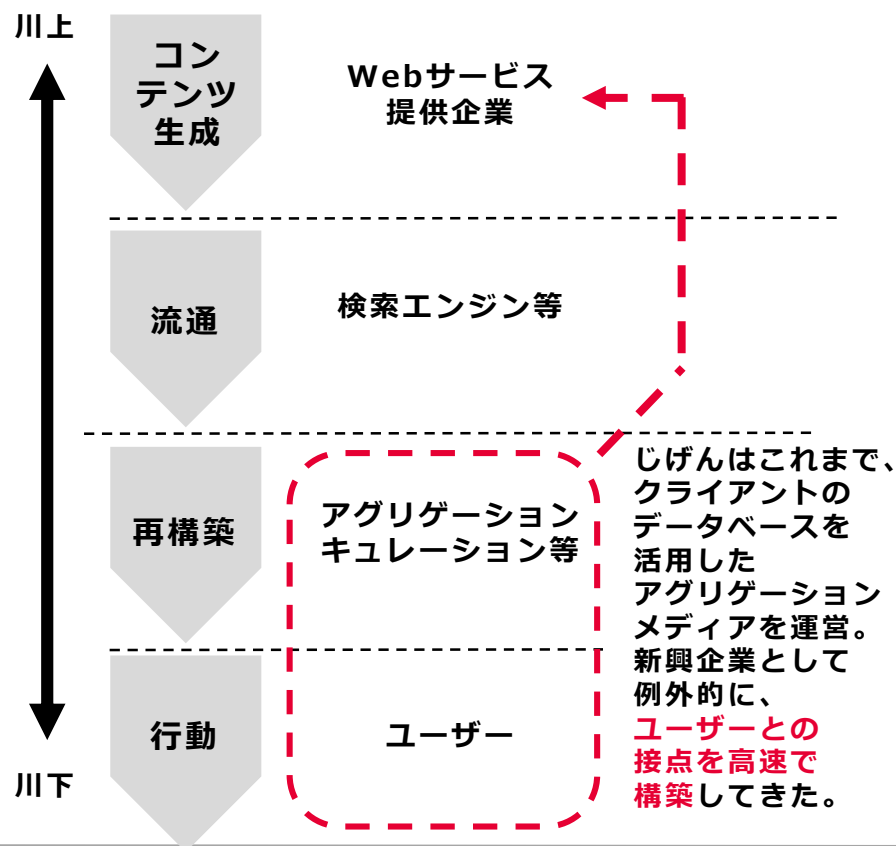 川上
コン
テンツ
生成
Webサービス
提供企業
流通
検索エンジン等
再構築
アグリゲーション
キュレーション等
じげんはこれまで、
クライアントの
データベースを
活用した
アグリゲーション
メディアを運営。
新興企業として
例外的に、
ユーザーとの
接点を高速で
構築してきた。
行動
ユーザー
川下